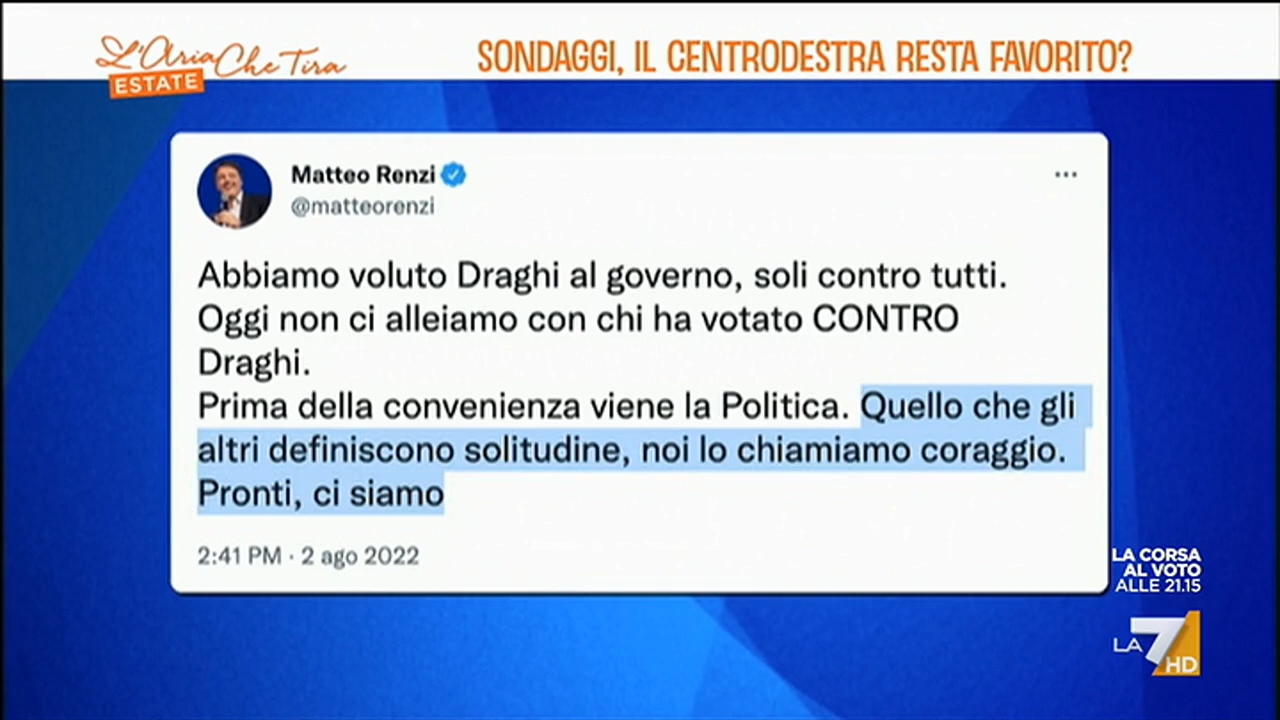 L'Aria Che Tira
ESTATE
SONDAGGI, IL CENTRODESTRA RESTA FAVORITO?
Matteo Renzi
@matteorenzi
Abbiamo voluto Draghi al governo, soli contro tutti.
Oggi non ci alleiamo con chi ha votato CONTRO
Draghi.
Prima della convenienza viene la Politica. Quello che gli
altri definiscono solitudine, noi lo chiamiamo coraggio.
Pronti, ci siamo
2:41 PM · 2 ago 2022
LA CORSA
AL VOTO
ALLE 21.15
LA 7 HD